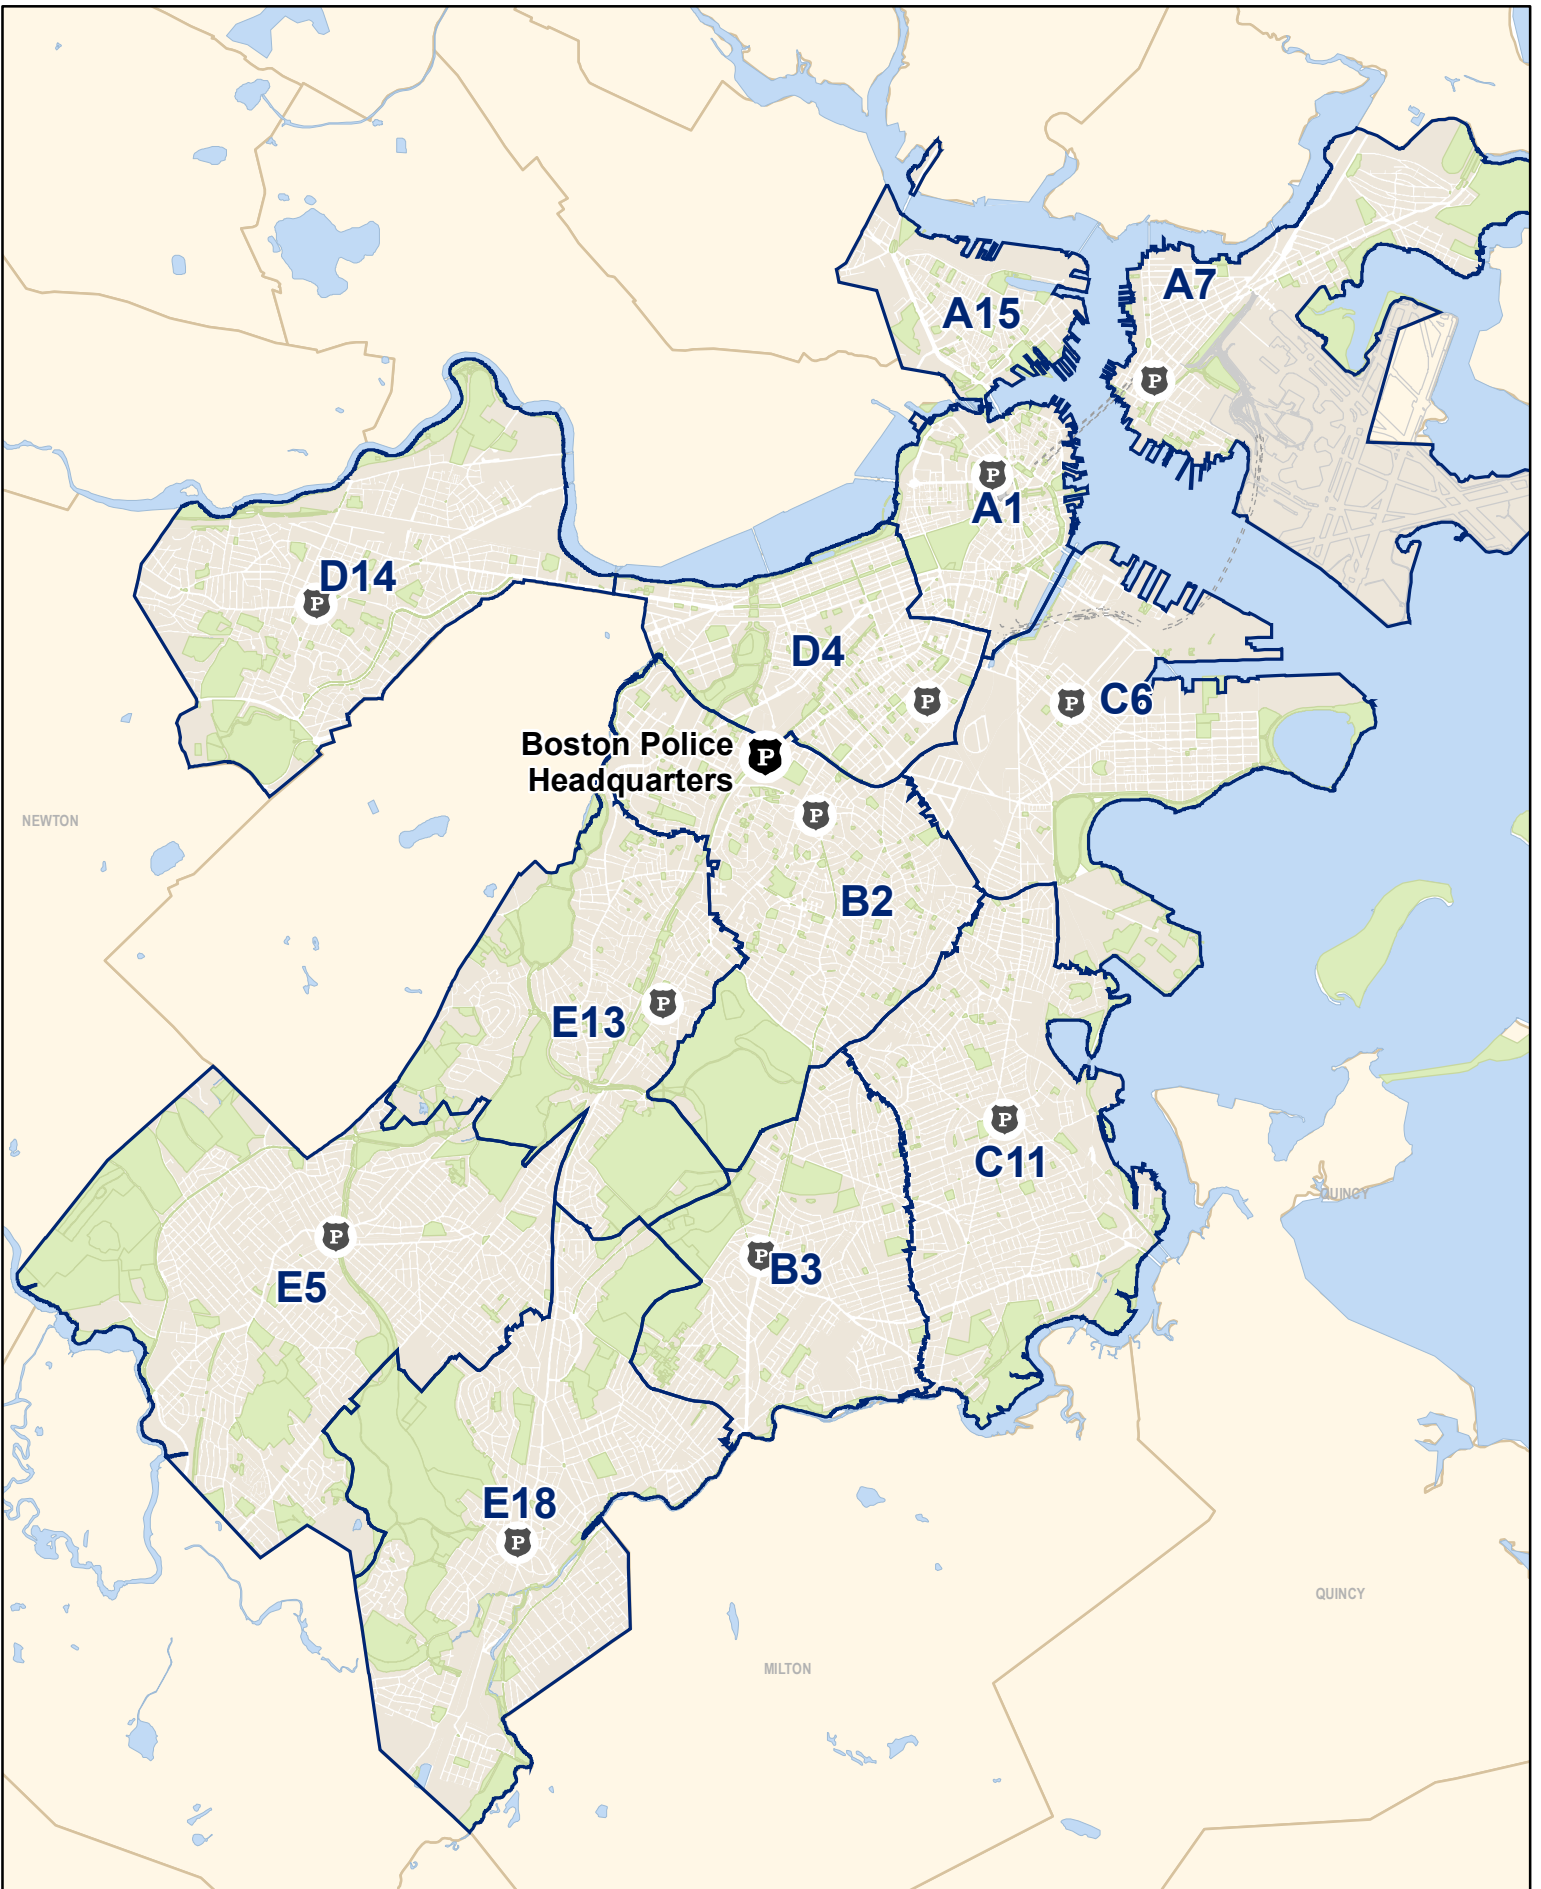 A7
A15
P
P
A1
D14
P
D4
P
P
C6
Boston Police
Headquarters
P
P
NEWTON
B2
P
E13
P
C11
QUINCY
P
E5
P
B3
E18
P
QUINCY
MILTON